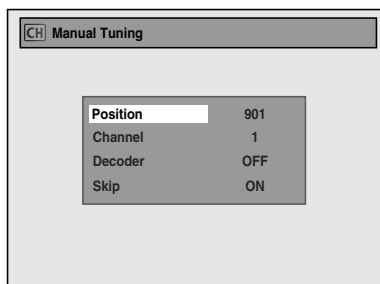 CH Manual Tuning
Position 901
Channel 1
Decoder OFF
Skip ON